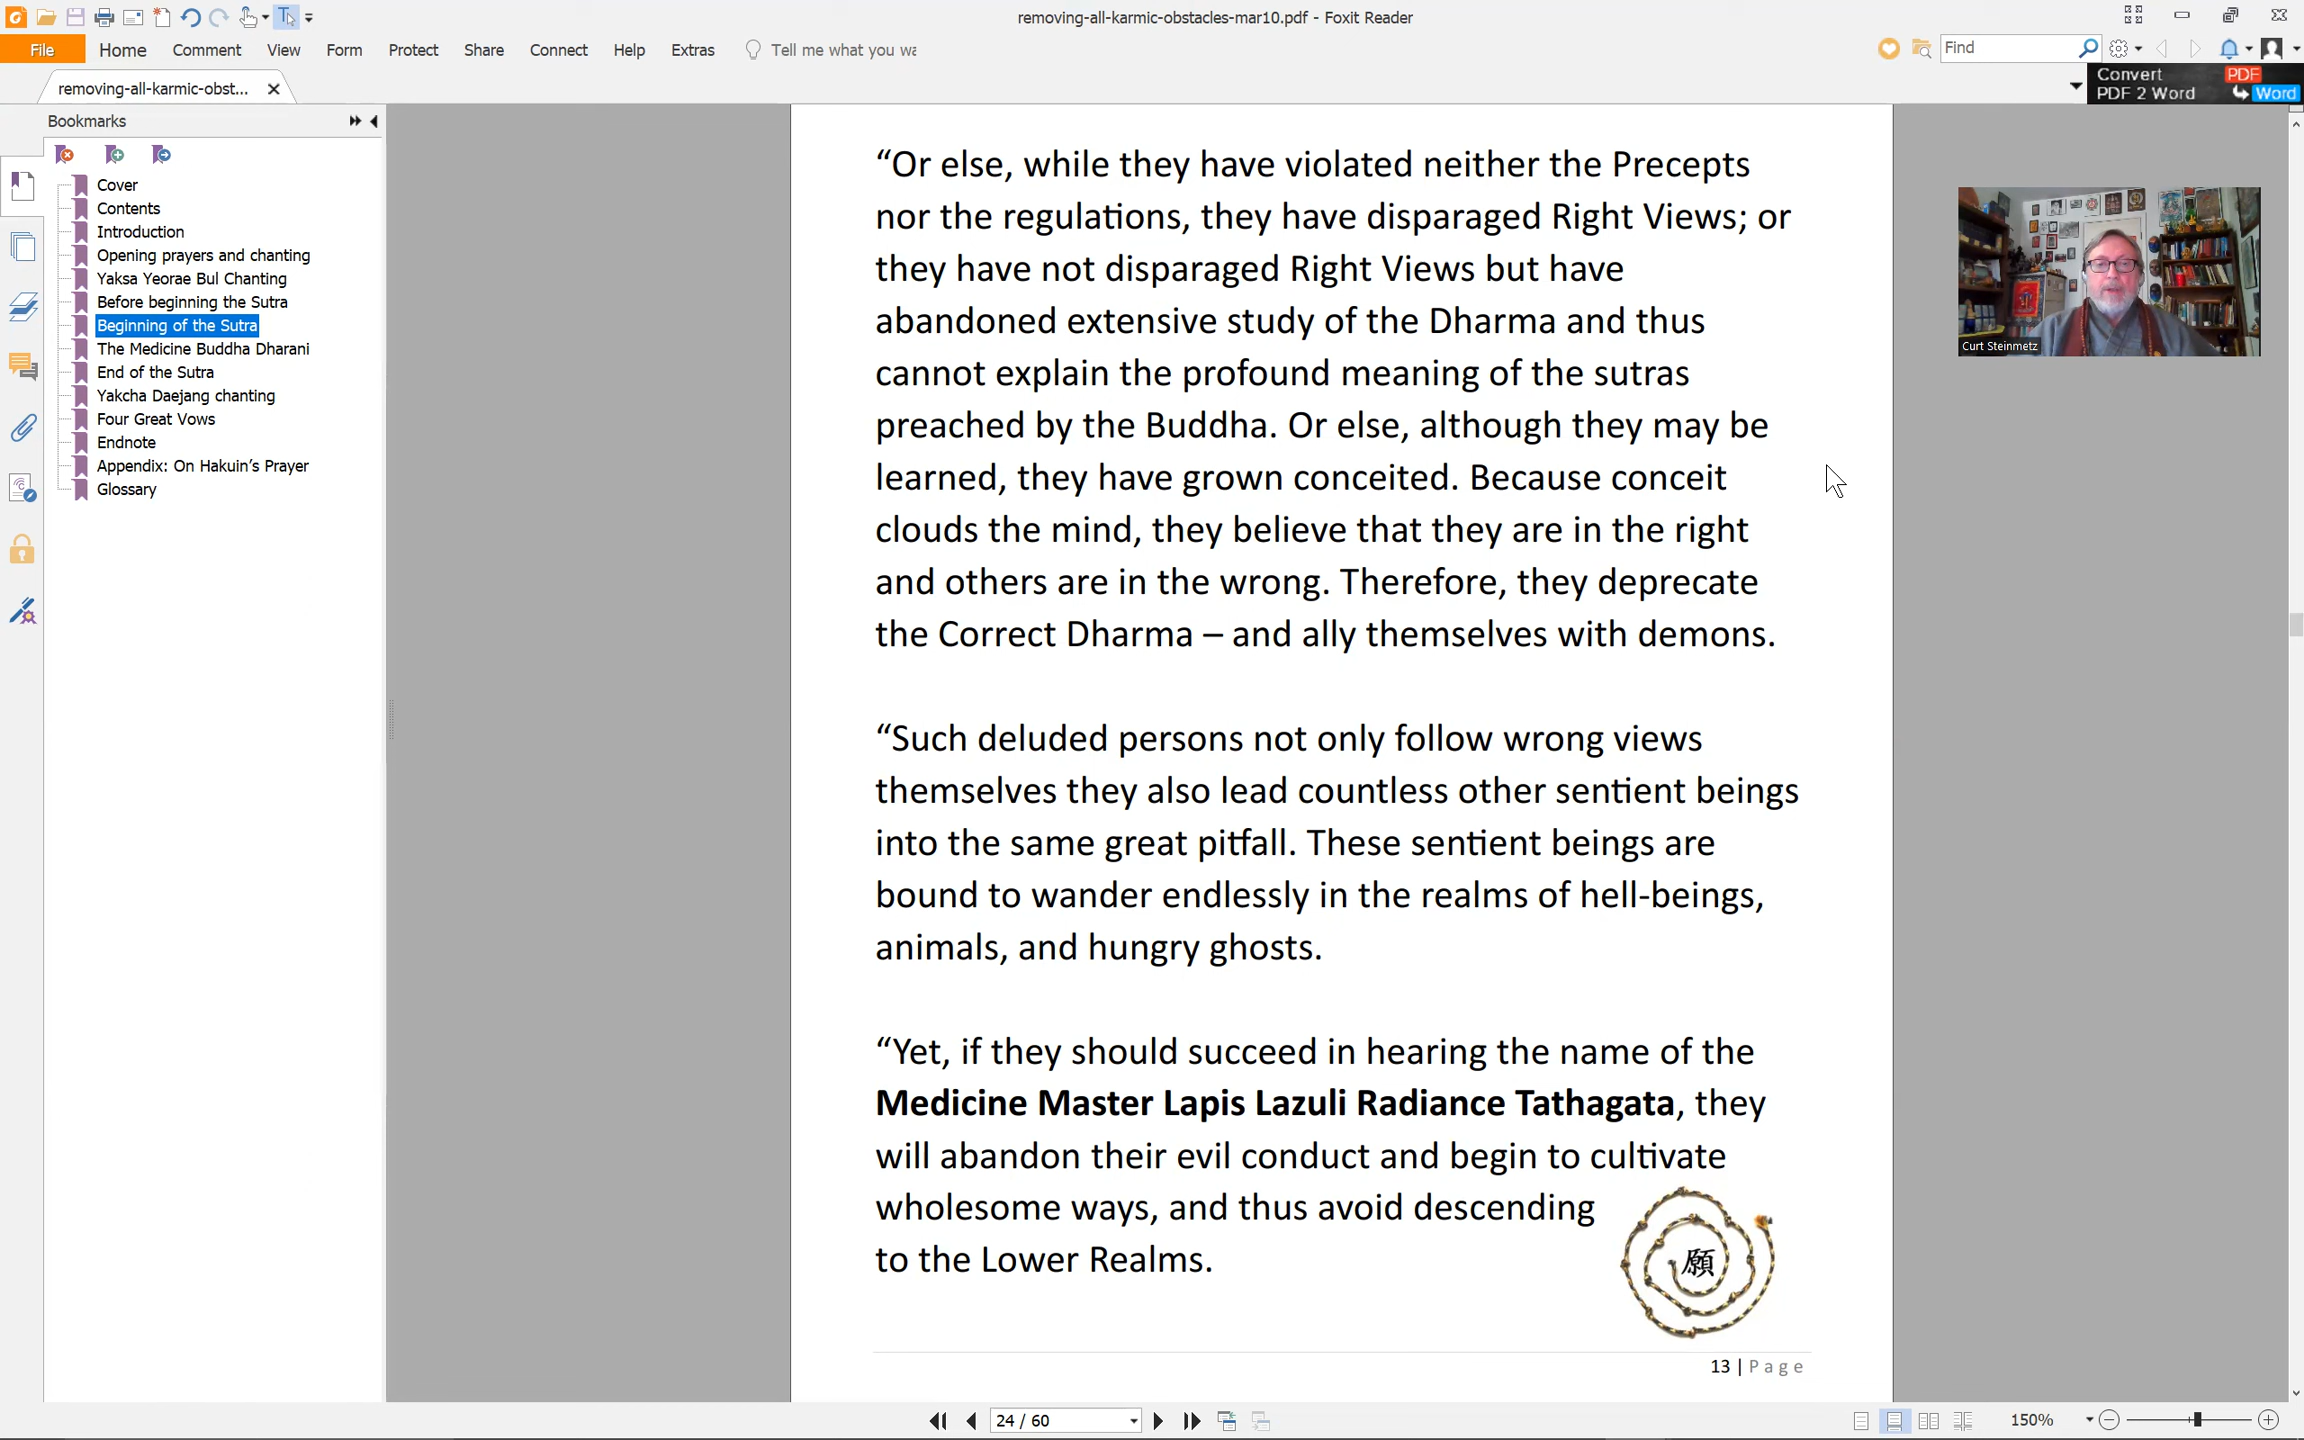 removing-all-karmic-obstacles-mar10.pdf - Foxit Reader
File
Home
Comment
View
Form
Protect
Share
Connect
Help
Extras
Tell me what you wa
Find
removing-all-karmic-obst...
Convert PDF
PDF 2 Word Word
Bookmarks
Cover
Contents
Introduction
Opening prayers and chanting
Yaksa Yeorae Bul Chanting
Before beginning the Sutra
Beginning of the Sutra
The Medicine Buddha Dharani
End of the Sutra
Yakcha Daejang chanting
Four Great Vows
Endnote
Appendix: On Hakuin's Prayer
Glossary
“Or else, while they have violated neither the Precepts
nor the regulations, they have disparaged Right Views; or
they have not disparaged Right Views but have
abandoned extensive study of the Dharma and thus
cannot explain the profound meaning of the sutras
preached by the Buddha. Or else, although they may be
learned, they have grown conceited. Because conceit
clouds the mind, they believe that they are in the right
and others are in the wrong. Therefore, they deprecate
the Correct Dharma – and ally themselves with demons.
“Such deluded persons not only follow wrong views
themselves they also lead countless other sentient beings
into the same great pitfall. These sentient beings are
bound to wander endlessly in the realms of hell-beings,
animals, and hungry ghosts.
“Yet, if they should succeed in hearing the name of the
Medicine Master Lapis Lazuli Radiance Tathagata, they
will abandon their evil conduct and begin to cultivate
wholesome ways, and thus avoid descending
to the Lower Realms.
願
13 | Page
Curt Steinmetz
24 / 60
150%